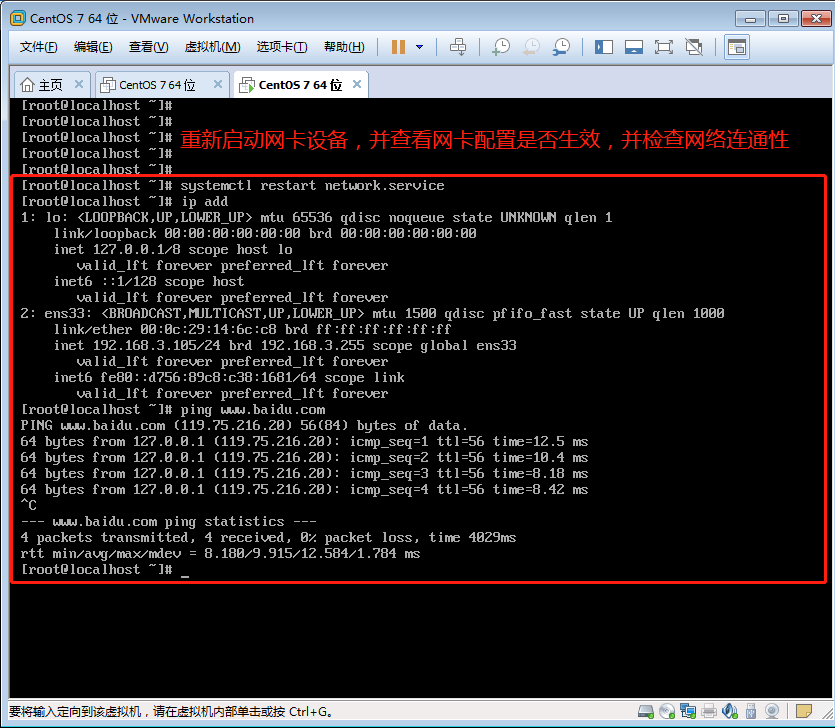 CentOS 7 64 位 - VMware Workstation
文件(F) 编辑(E) 查看(V) 虚拟机(M) 选项卡(T) 帮助(H)
主页 CentOS 7 64 位 CentOS 7 64 位
[root@localhost ~]#
[root@localhost ~]#
[root@localhost ~]# 重新启动网卡设备，并查看网卡配置是否生效，并检查网络连通性
[root@localhost ~]#
[root@localhost ~]#
[root@localhost ~]# systemctl restart network.service
[root@localhost ~]# ip add
1: lo: <LOOPBACK,UP,LOWER_UP> mtu 65536 qdisc noqueue state UNKNOWN qlen 1
    link/loopback 00:00:00:00:00:00 brd 00:00:00:00:00:00
    inet 127.0.0.1/8 scope host lo
       valid_lft forever preferred_lft forever
    inet6 ::1/128 scope host
       valid_lft forever preferred_lft forever
2: ens33: <BROADCAST,MULTICAST,UP,LOWER_UP> mtu 1500 qdisc pfifo_fast state UP qlen 1000
    link/ether 00:0c:29:14:6c:c8 brd ff:ff:ff:ff:ff:ff
    inet 192.168.3.105/24 brd 192.168.3.255 scope global ens33
       valid_lft forever preferred_lft forever
    inet6 fe80::d756:89c8:c38:1681/64 scope link
       valid_lft forever preferred_lft forever
[root@localhost ~]# ping www.baidu.com
PING www.baidu.com (119.75.216.20) 56(84) bytes of data.
64 bytes from 127.0.0.1 (119.75.216.20): icmp_seq=1 ttl=56 time=12.5 ms
64 bytes from 127.0.0.1 (119.75.216.20): icmp_seq=2 ttl=56 time=10.4 ms
64 bytes from 127.0.0.1 (119.75.216.20): icmp_seq=3 ttl=56 time=8.18 ms
64 bytes from 127.0.0.1 (119.75.216.20): icmp_seq=4 ttl=56 time=8.42 ms
^C
--- www.baidu.com ping statistics ---
4 packets transmitted, 4 received, 0% packet loss, time 4029ms
rtt min/avg/max/mdev = 8.180/9.915/12.584/1.784 ms
[root@localhost ~]# _
要将输入定向到该虚拟机，请在虚拟机内部单击或按 Ctrl+G。